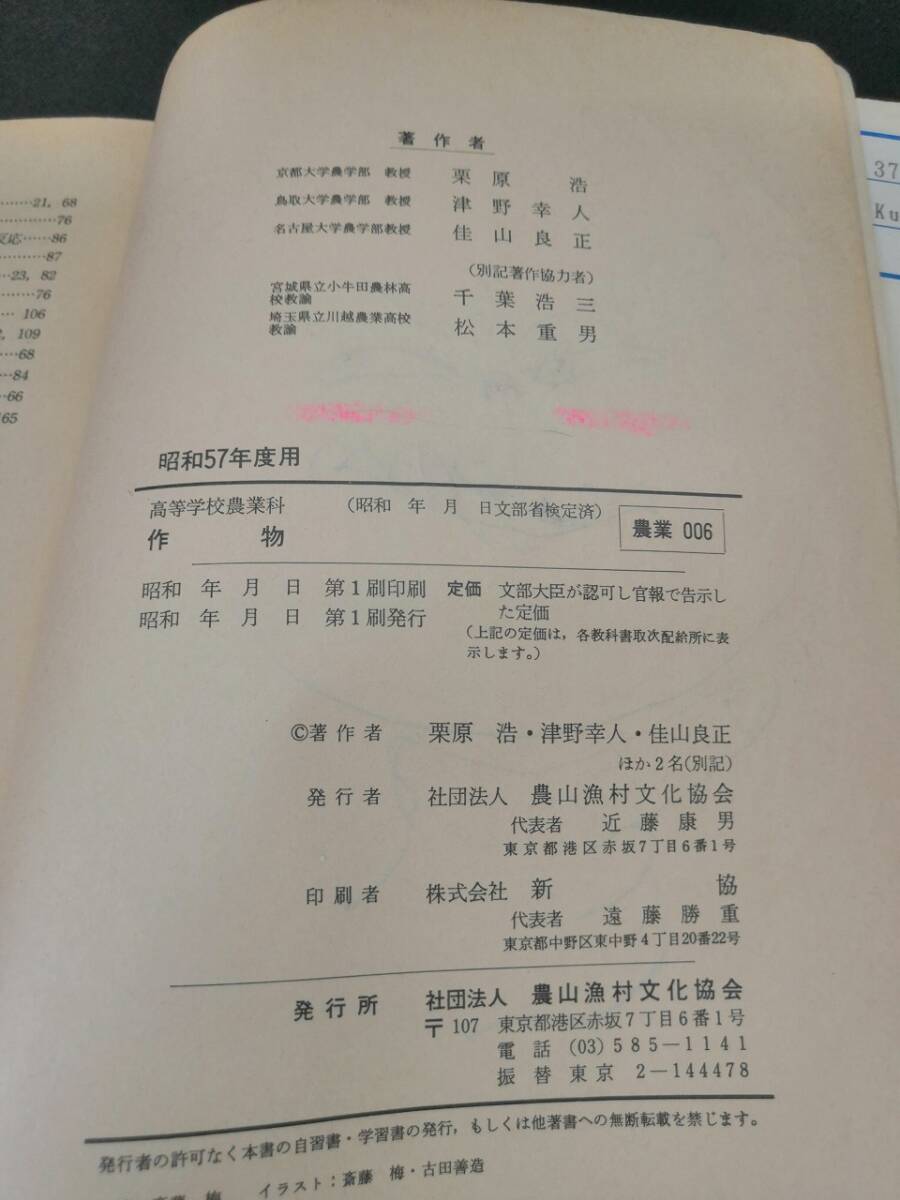 ……21, 68
……76
反応……86
……87
…23, 82
……76
… 106
2, 109
…68
…84
…66
165
著作者
京都大学農学部 教授 栗原 浩
鳥取大学農学部 教授 津野幸人
名古屋大学農学部教授 佳山良正
(別記著作協力者)
宮城県立小牛田農林高
校教諭 千葉浩三
埼玉県立川越農業高校
教諭 松本重男
昭和57年度用
高等学校農業科 (昭和 年 月 日文部省検定済)
作物
農業 006
昭和 年 月 日 第1刷印刷
昭和 年 月 日 第1刷発行
定価 文部大臣が認可し官報で告示し
た定価
(上記の定価は，各教科書取次配給所に表
示します。)
©著作者 栗原 浩・津野幸人・佳山良正
ほか2名(別記)
発行者 社団法人 農山漁村文化協会
代表者 近藤康男
東京都港区赤坂7丁目6番1号
印刷者 株式会社 新協
代表者 遠藤勝重
東京都中野区東中野4丁目20番22号
発行所 社団法人 農山漁村文化協会
〒107 東京都港区赤坂7丁目6番1号
電話 (03)585―1141
振替東京 2―144478
発行者の許可なく本書の自習書・学習書の発行，もしくは他著書への無断転載を禁じます。
梅 イラスト：斎藤 梅・古田善造
37
Ku